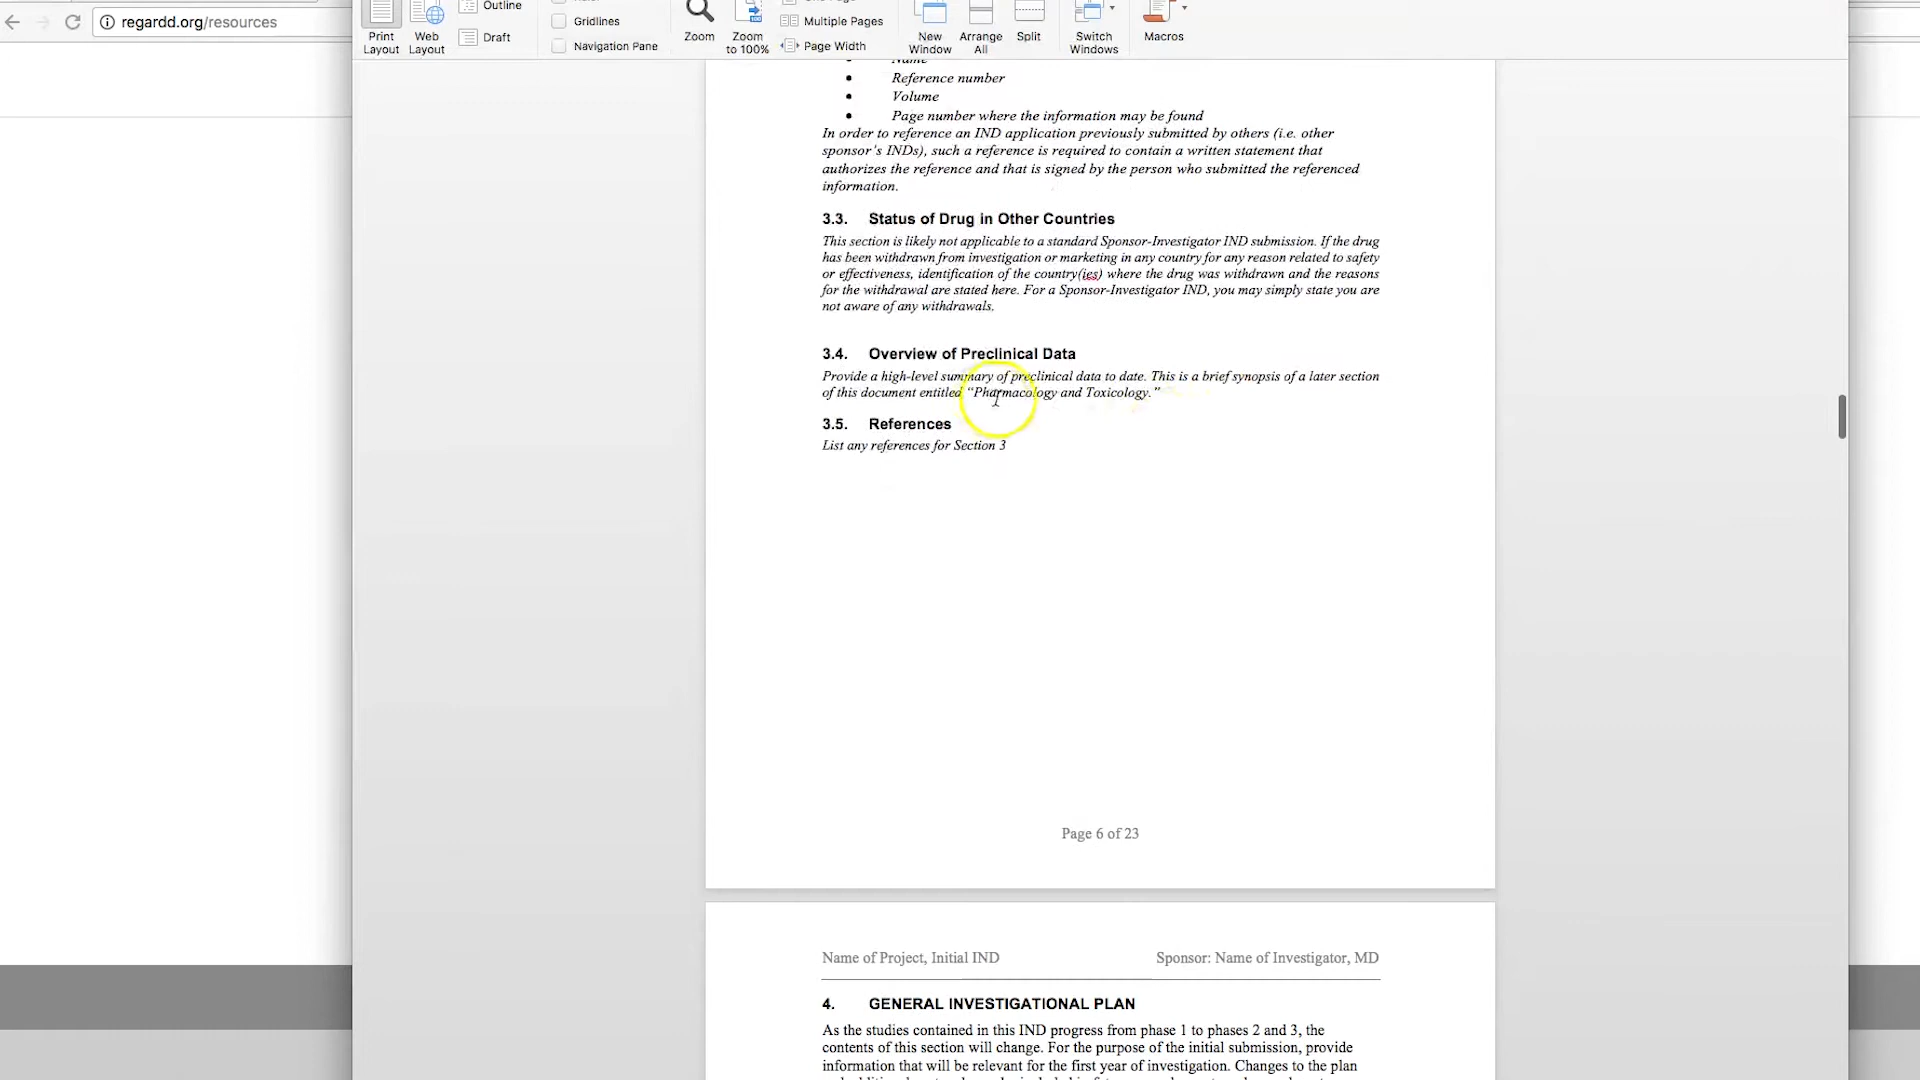 regardd.org/resources
Print Layout
Web Layout
Outline
Draft
Gridlines
Navigation Pane
Zoom
Zoom to 100%
Multiple Pages
Page Width
New Window
Arrange All
Split
Switch Windows
Macros
• Name
• Reference number
• Volume
• Page number where the information may be found
In order to reference an IND application previously submitted by others (i.e. other
sponsor's INDs), such a reference is required to contain a written statement that
authorizes the reference and that is signed by the person who submitted the referenced
information.
3.3. Status of Drug in Other Countries
This section is likely not applicable to a standard Sponsor-Investigator IND submission. If the drug
has been withdrawn from investigation or marketing in any country for any reason related to safety
or effectiveness, identification of the country(ies) where the drug was withdrawn and the reasons
for the withdrawal are stated here. For a Sponsor-Investigator IND, you may simply state you are
not aware of any withdrawals.
3.4. Overview of Preclinical Data
Provide a high-level summary of preclinical data to date. This is a brief synopsis of a later section
of this document entitled “Pharmacology and Toxicology.”
3.5. References
List any references for Section 3
Page 6 of 23
Name of Project, Initial IND Sponsor: Name of Investigator, MD
4. GENERAL INVESTIGATIONAL PLAN
As the studies contained in this IND progress from phase 1 to phases 2 and 3, the
contents of this section will change. For the purpose of the initial submission, provide
information that will be relevant for the first year of investigation. Changes to the plan